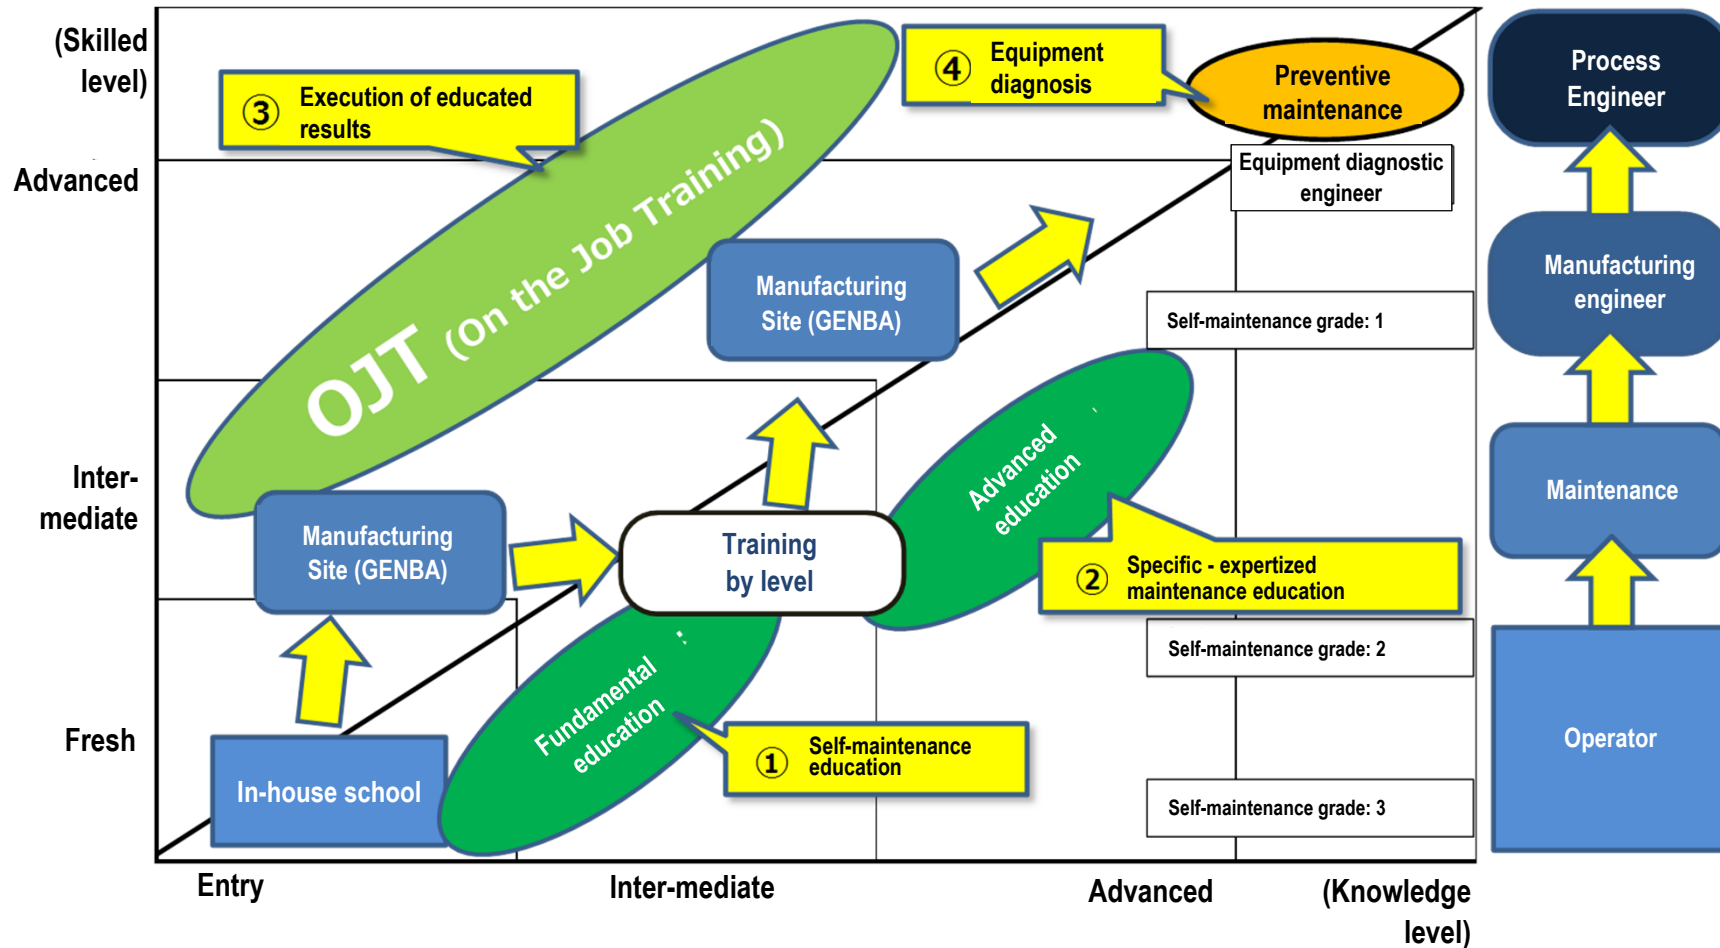 (Skilled
level)
Advanced
Inter-
mediate
Fresh
③
Execution of educated
results
④
Equipment
diagnosis
Preventive
maintenance
Equipment diagnostic
engineer
OJT (On the Job Training)
Manufacturing
Site (GENBA)
Self-maintenance grade: 1
Advanced
education
Manufacturing
Site (GENBA)
Training
by level
②
Specific - expertized
maintenance education
Self-maintenance grade: 2
Fundamental
education
①
Self-maintenance
education
In-house school
Self-maintenance grade: 3
Entry
Inter-mediate
Advanced
(Knowledge
level)
Process
Engineer
Manufacturing
engineer
Maintenance
Operator